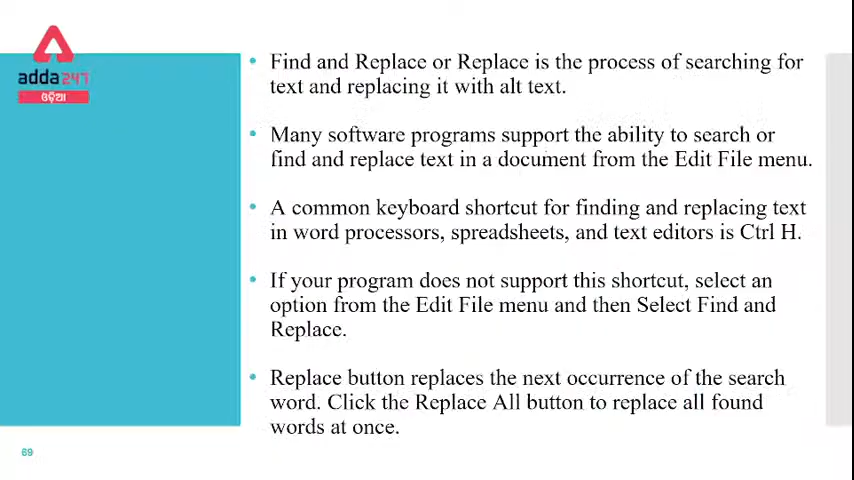 adda247
ଓଡ଼ିଆ
• Find and Replace or Replace is the process of searching for
text and replacing it with alt text.
• Many software programs support the ability to search or
find and replace text in a document from the Edit File menu.
• A common keyboard shortcut for finding and replacing text
in word processors, spreadsheets, and text editors is Ctrl H.
• If your program does not support this shortcut, select an
option from the Edit File menu and then Select Find and
Replace.
• Replace button replaces the next occurrence of the search
word. Click the Replace All button to replace all found
words at once.
69